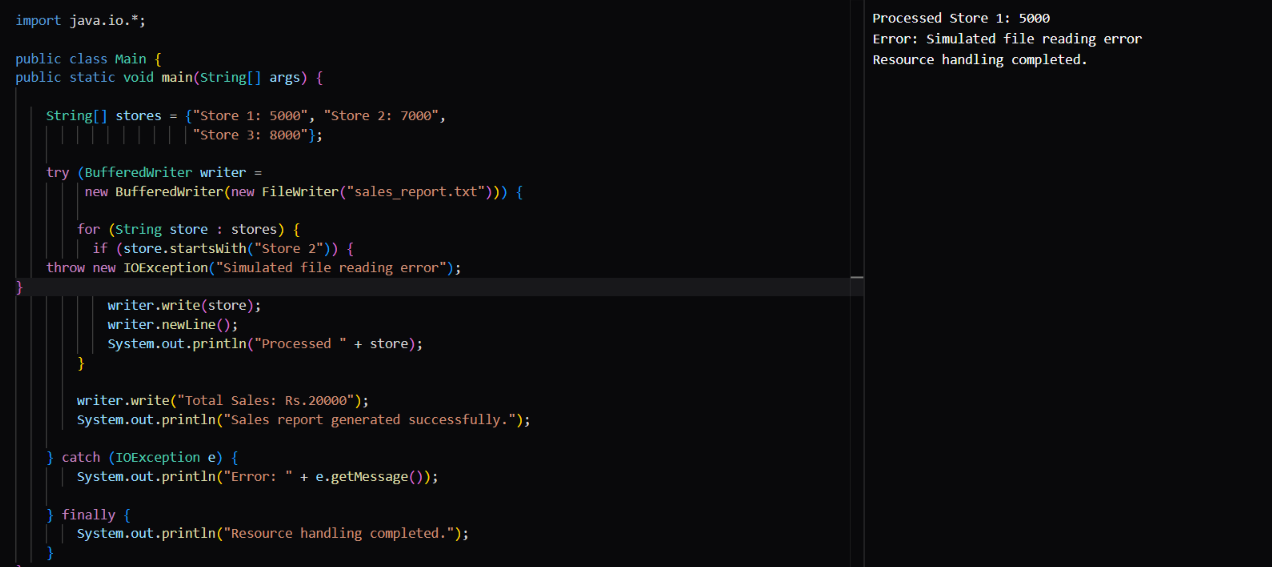 import java.io.*;
public class Main {
public static void main(String[] args) {
String[] stores = {"Store 1: 5000", "Store 2: 7000",
"Store 3: 8000"};
try (BufferedWriter writer =
new BufferedWriter(new FileWriter("sales_report.txt"))) {
for (String store : stores) {
if (store.startsWith("Store 2")) {
throw new IOException("Simulated file reading error");
}
writer.write(store);
writer.newLine();
System.out.println("Processed " + store);
}
writer.write("Total Sales: Rs.20000");
System.out.println("Sales report generated successfully.");
} catch (IOException e) {
System.out.println("Error: " + e.getMessage());
} finally {
System.out.println("Resource handling completed.");
}
Processed Store 1: 5000
Error: Simulated file reading error
Resource handling completed.